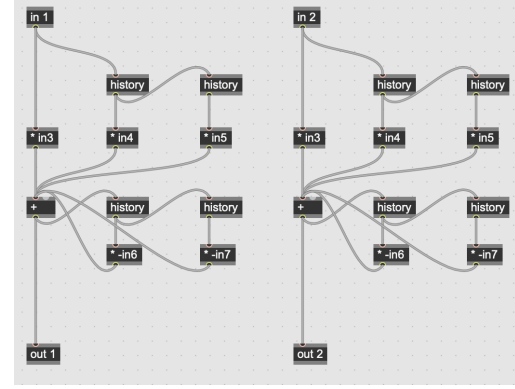 in 1
in 2
history
history
history
history
* in3
* in4
* in5
* in3
* in4
* in5
+
history
history
+
history
history
* -in6
* -in7
* -in6
* -in7
out 1
out 2